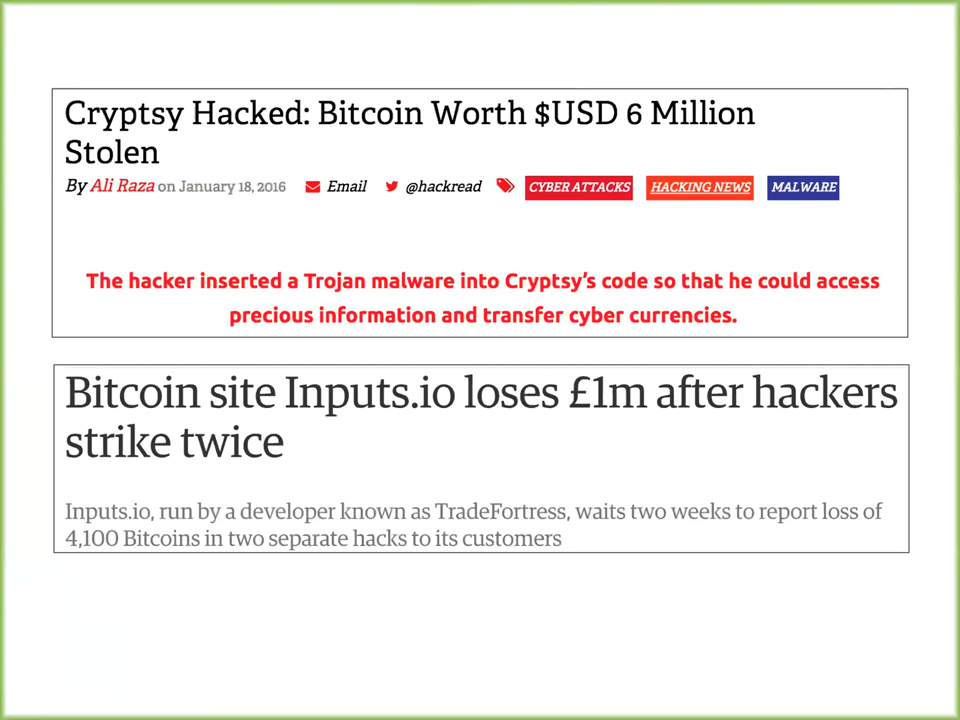 Cryptsy Hacked: Bitcoin Worth $USD 6 Million
Stolen
By Ali Raza on January 18, 2016 Email @hackread CYBER ATTACKS HACKING NEWS MALWARE
The hacker inserted a Trojan malware into Cryptsy's code so that he could access
precious information and transfer cyber currencies.
Bitcoin site Inputs.io loses £1m after hackers
strike twice
Inputs.io, run by a developer known as TradeFortress, waits two weeks to report loss of
4,100 Bitcoins in two separate hacks to its customers